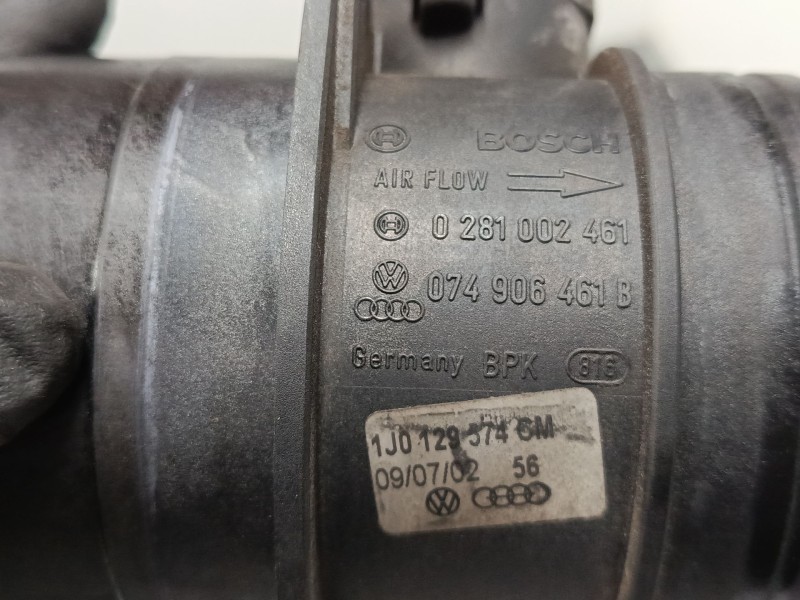 BOSCH
AIR FLOW
0 281 002 461
074 906 461 B
Germany BPK 816
1J0 129 574 GM
09/07/02 56